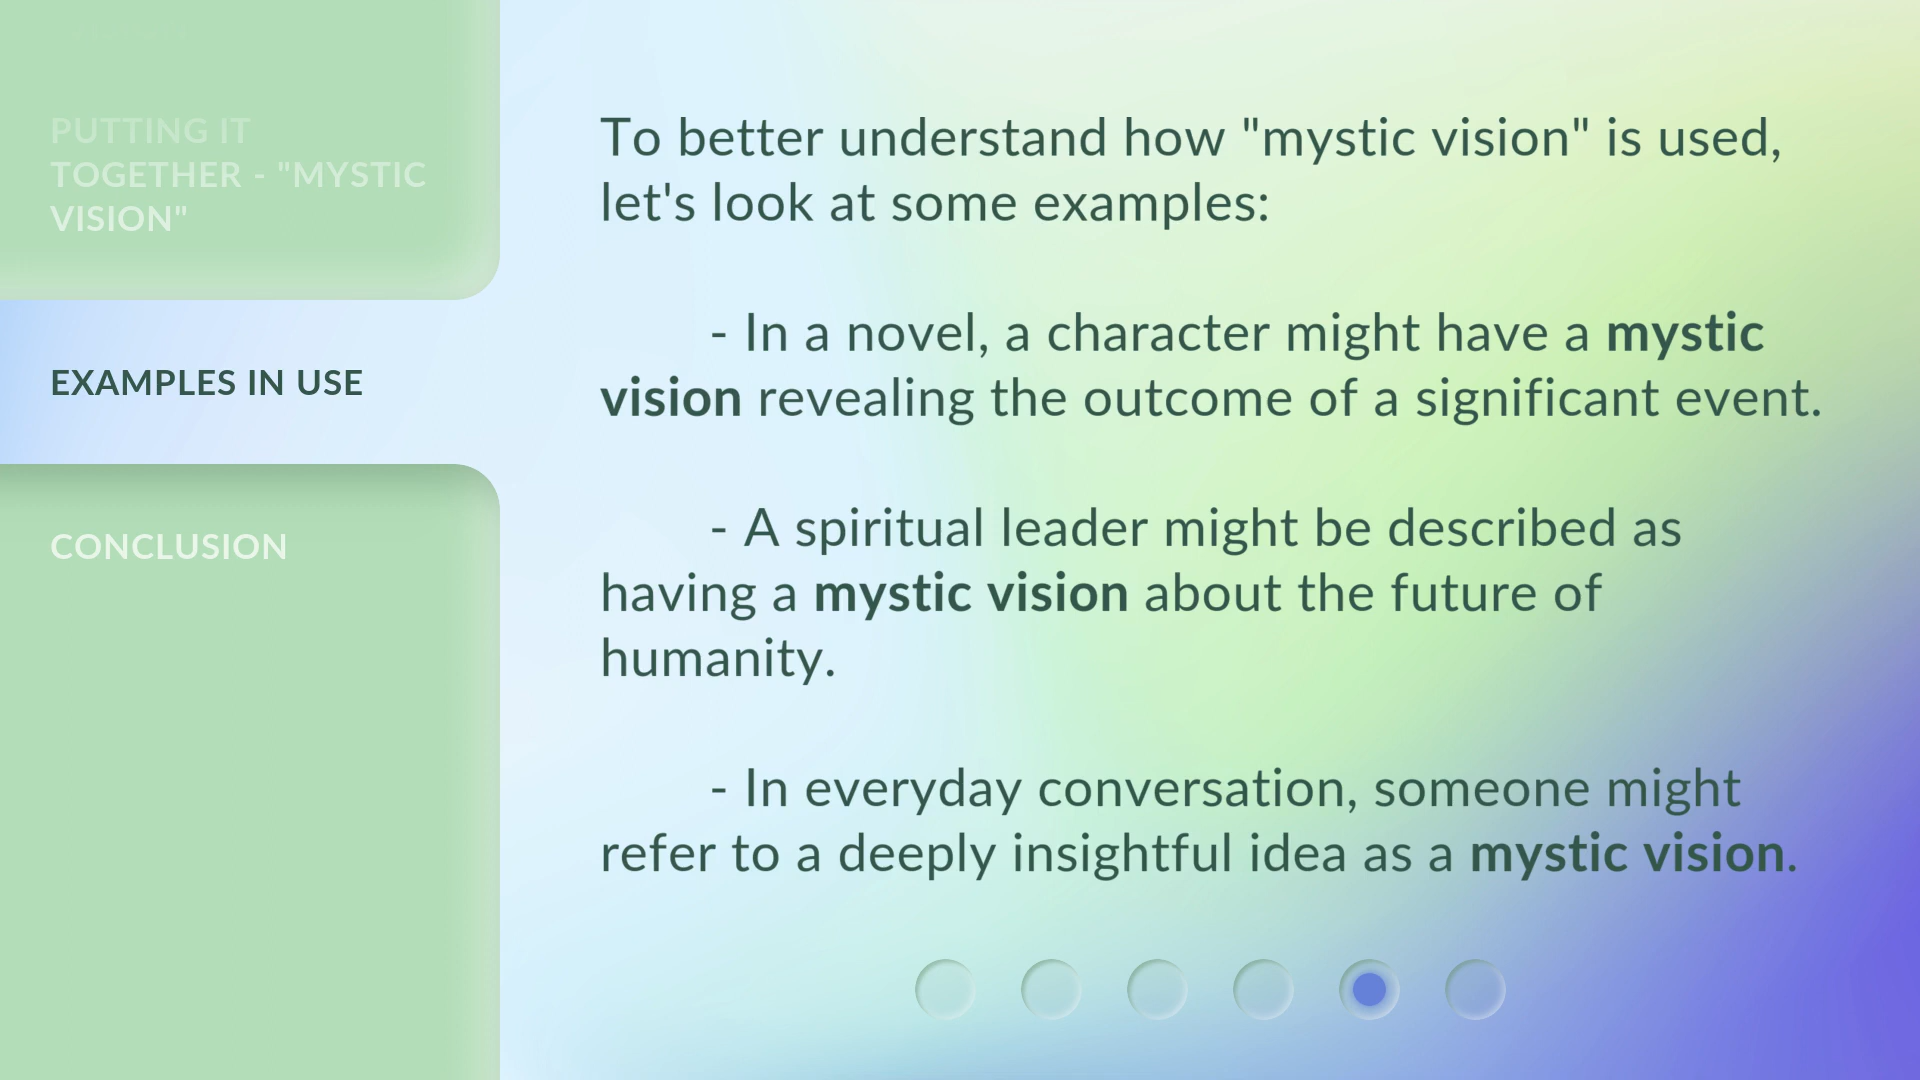 PUTTING IT
TOGETHER - "MYSTIC
VISION"
EXAMPLES IN USE
CONCLUSION
To better understand how "mystic vision" is used,
let's look at some examples:
- In a novel, a character might have a mystic
vision revealing the outcome of a significant event.
- A spiritual leader might be described as
having a mystic vision about the future of
humanity.
- In everyday conversation, someone might
refer to a deeply insightful idea as a mystic vision.